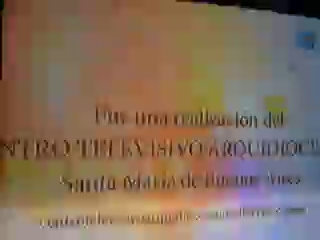 Fue una realización del
NTRO TELEVISIVO ARQUIDIOCE
Santa María de Buenos Aires